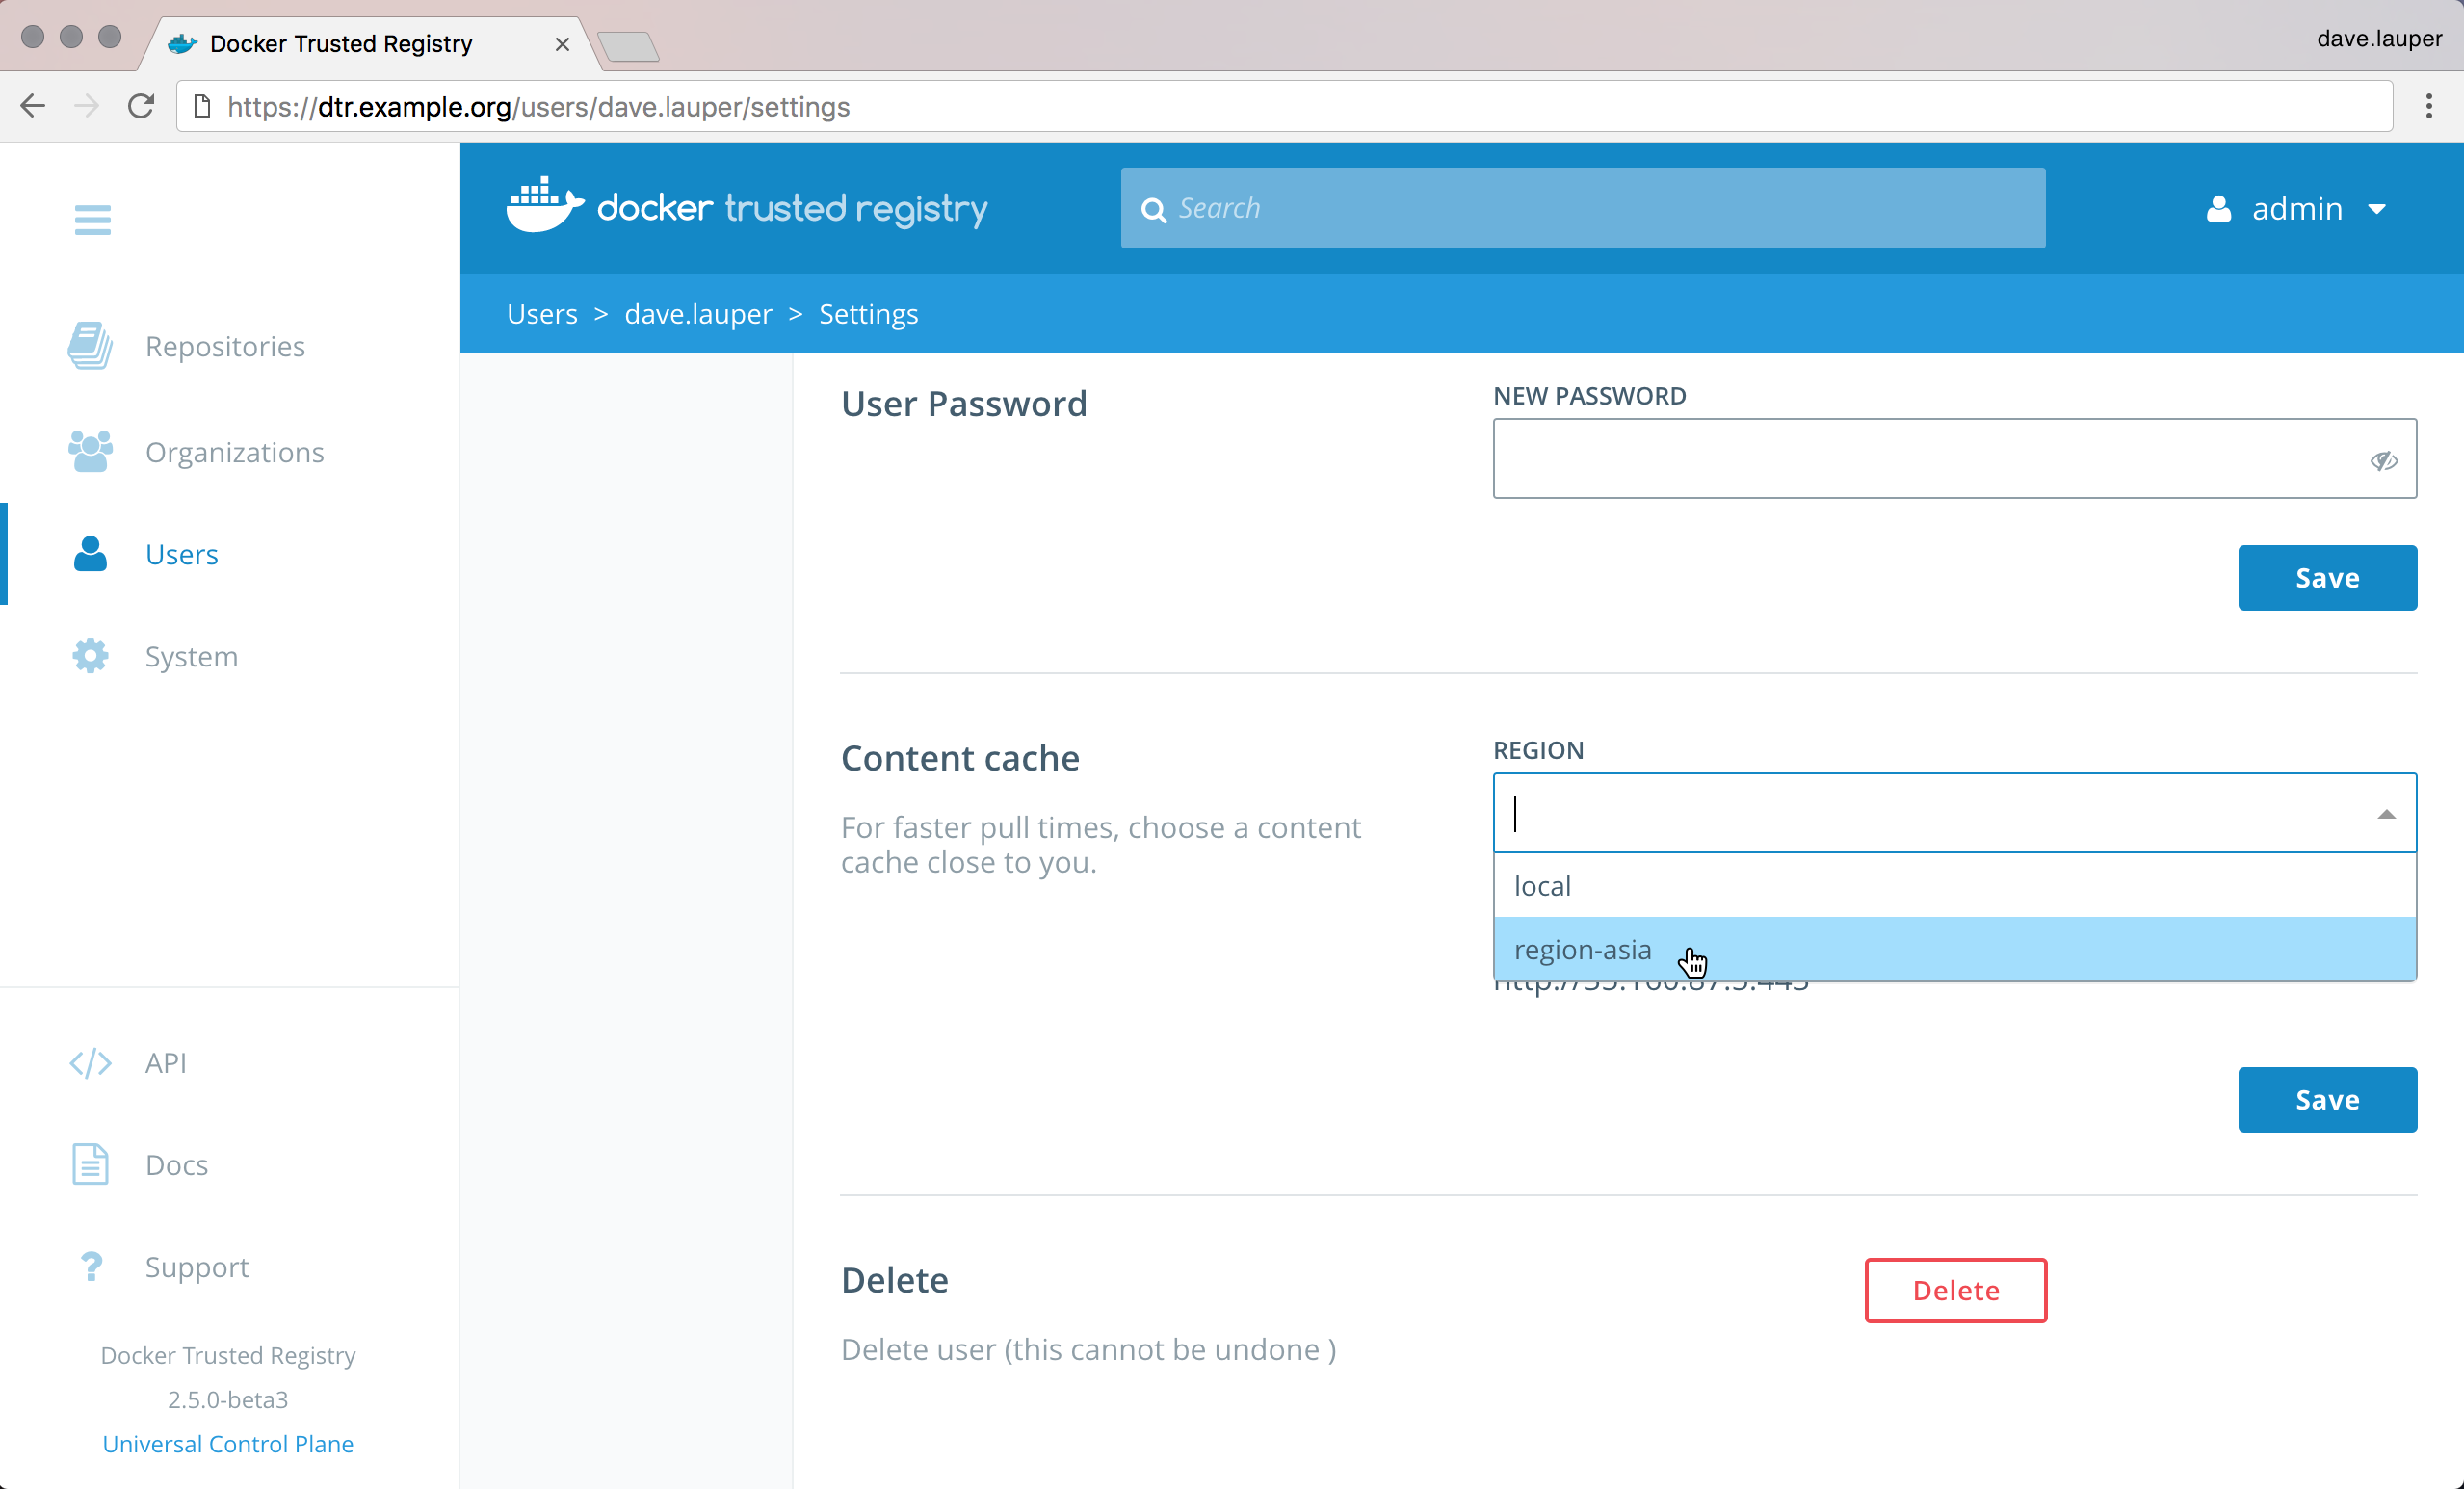 Docker Trusted Registry
dave.lauper
https://dtr.example.org/users/dave.lauper/settings
docker trusted registry
Search
admin
Users > dave.lauper > Settings
Repositories
Organizations
Users
System
API
Docs
Support
Docker Trusted Registry
2.5.0-beta3
Universal Control Plane
User Password
NEW PASSWORD
Save
Content cache
For faster pull times, choose a content
cache close to you.
REGION
local
region-asia
Save
Delete
Delete user (this cannot be undone )
Delete